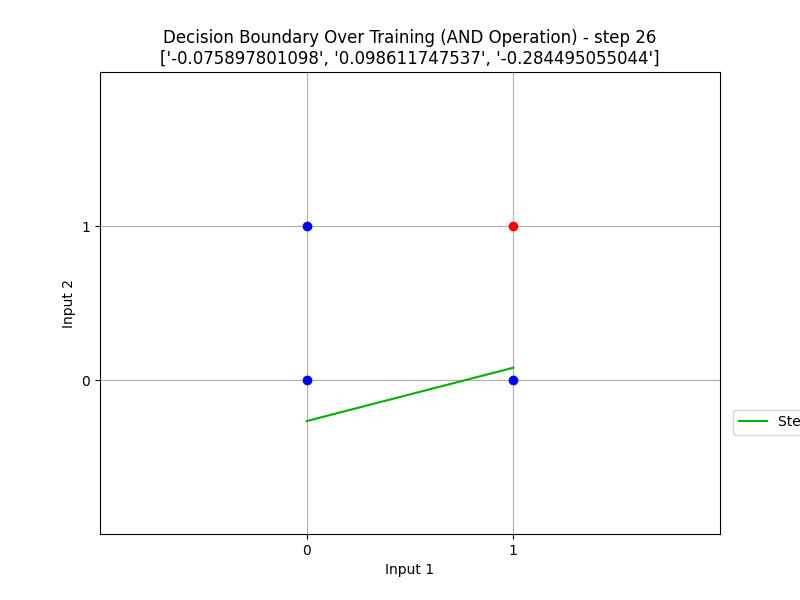 Decision Boundary Over Training (AND Operation) - step 26
['-0.075897801098', '0.098611747537', '-0.284495055044']
1
Input 2
0
Ste
0 1
Input 1